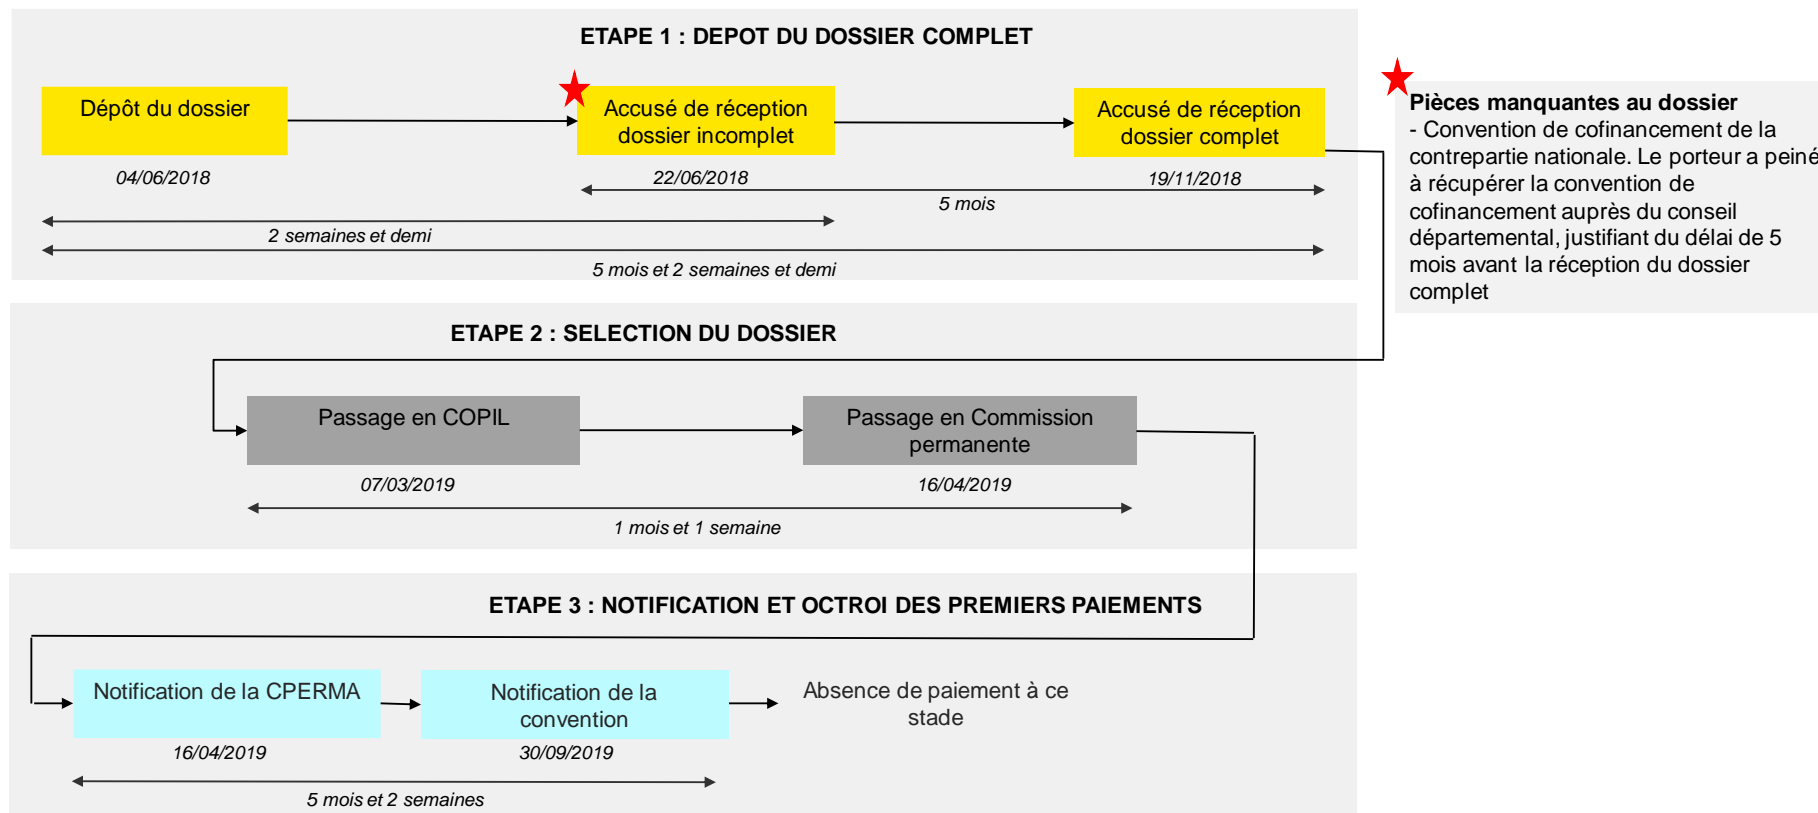 ETAPE 1 : DEPOT DU DOSSIER COMPLET
Dépôt du dossier
Accusé de réception
dossier incomplet
Accusé de réception
dossier complet
04/06/2018
22/06/2018
19/11/2018
5 mois
2 semaines et demi
5 mois et 2 semaines et demi
Pièces manquantes au dossier
- Convention de cofinancement de la
contrepartie nationale. Le porteur a peiné
à récupérer la convention de
cofinancement auprès du conseil
départemental, justifiant du délai de 5
mois avant la réception du dossier
complet
ETAPE 2 : SELECTION DU DOSSIER
Passage en COPIL
Passage en Commission
permanente
07/03/2019
16/04/2019
1 mois et 1 semaine
ETAPE 3 : NOTIFICATION ET OCTROI DES PREMIERS PAIEMENTS
Notification de la CPERMA
Notification de la
convention
Absence de paiement à ce
stade
16/04/2019
30/09/2019
5 mois et 2 semaines